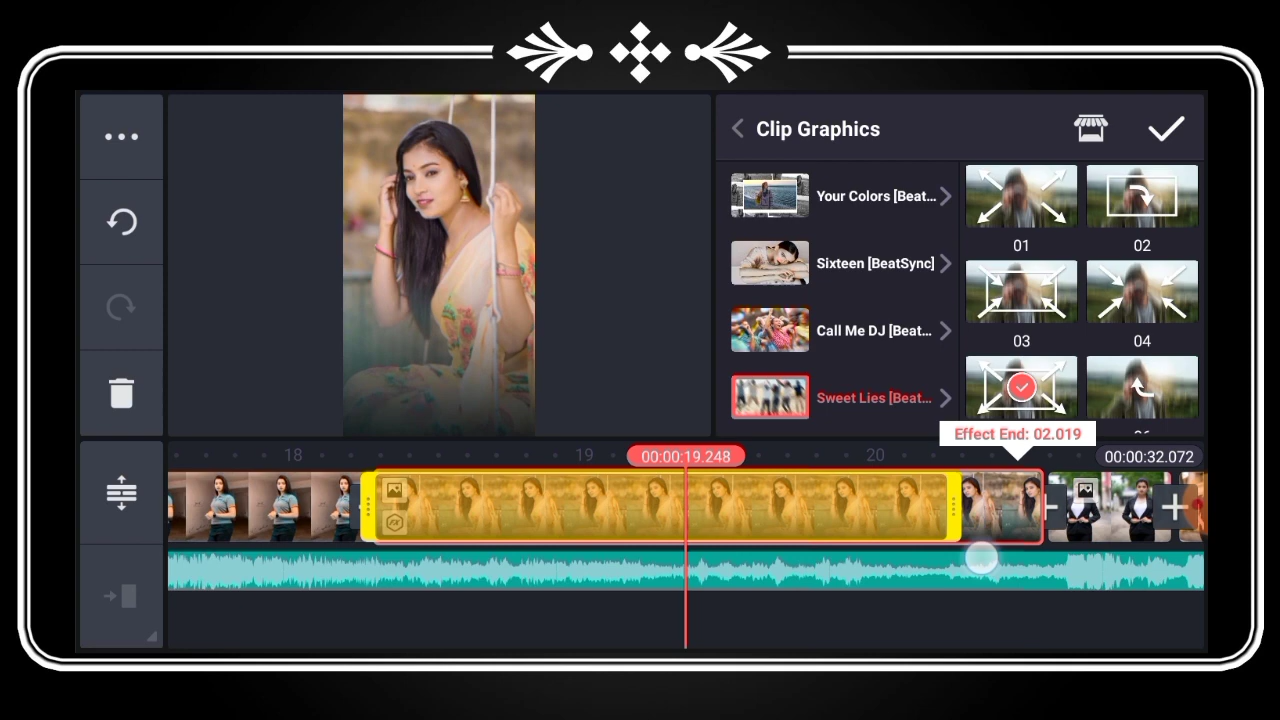 Clip Graphics
Your Colors [Beat...
Sixteen [BeatSync]
Call Me DJ [Beat...
Sweet Lies [Beat...
01
02
03
04
Effect End: 02.019
18
19
00:00:19.248
20
00:00:32.072